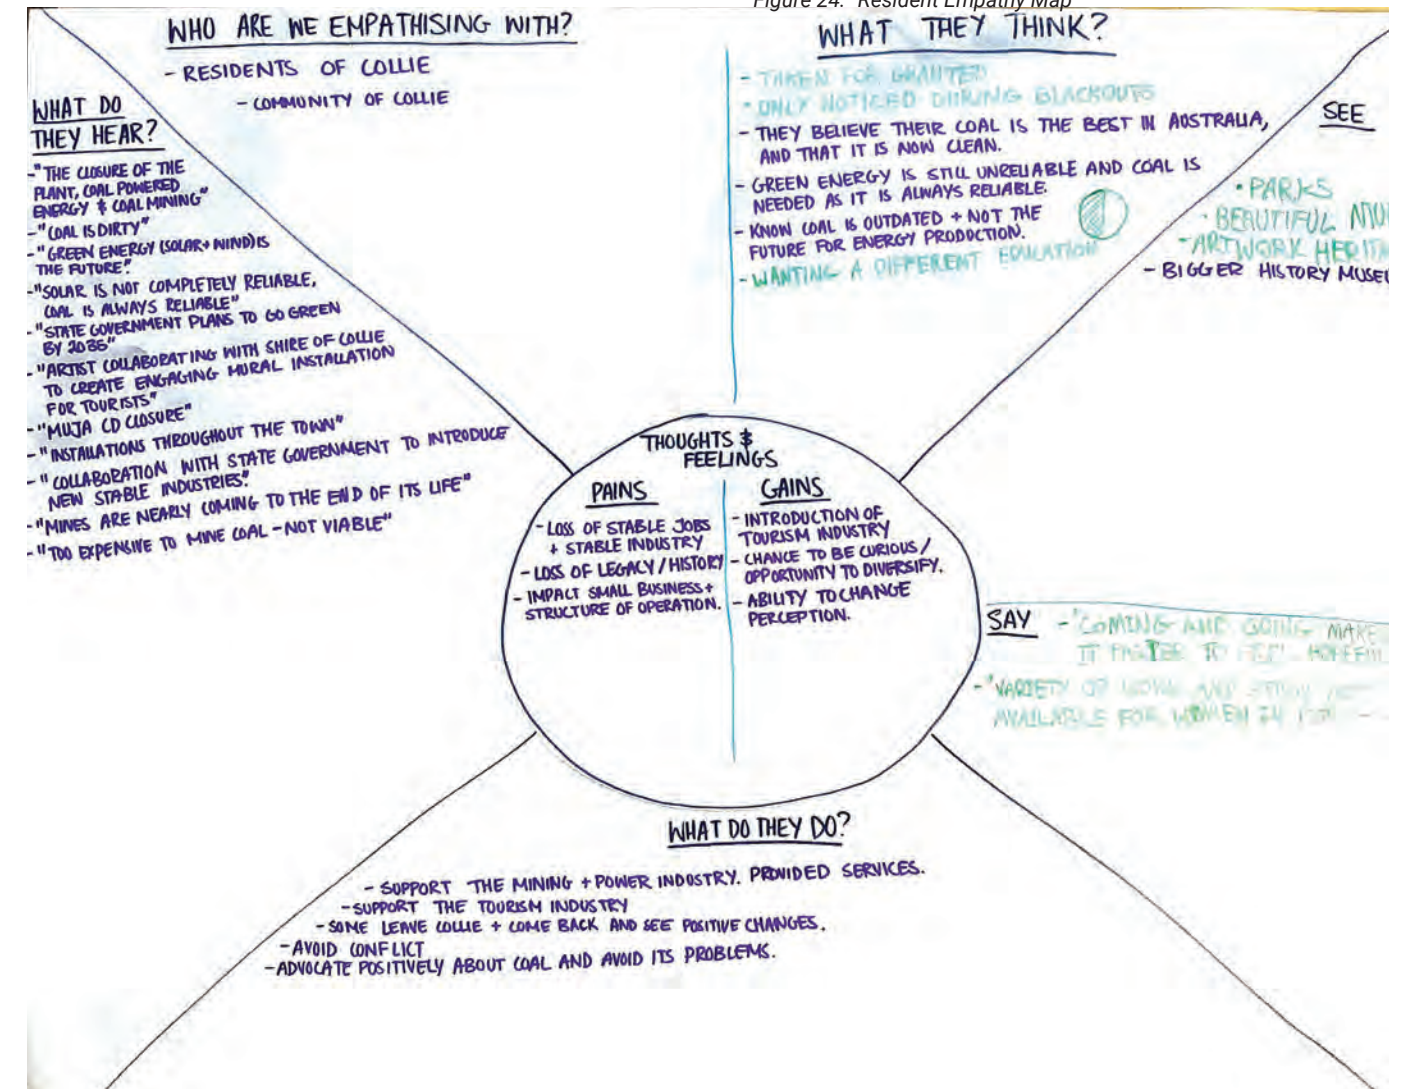 Figure 24. Resident Empathy Map
WHO ARE WE EMPATHISING WITH?
- RESIDENTS OF COLLIE
- COMMUNITY OF COLLIE
WHAT DO
THEY HEAR?
- "THE CLOSURE OF THE
PLANT, COAL POWERED
ENERGY & COAL MINING"
- "COAL IS DIRTY"
- "GREEN ENERGY (SOLAR + WIND) IS
THE FUTURE."
- "SOLAR IS NOT COMPLETELY RELIABLE,
COAL IS ALWAYS RELIABLE"
- "STATE GOVERNMENT PLANS TO GO GREEN
BY
- "ARTIST COLLABORATING WITH SHIRE OF COLLIE
TO CREATE ENGAGING MURAL INSTALLATION
FOR TOURISTS"
- "MUJA CD CLOSURE"
- "INSTALLATIONS THROUGHOUT THE TOWN"
- "COLLABORATION WITH STATE GOVERNMENT TO INTRODUCE
NEW STABLE INDUSTRIES."
- "MINES ARE NEARLY COMING TO THE END OF ITS LIFE"
- "TOO EXPENSIVE TO MINE COAL - NOT VIABLE"
WHAT THEY THINK?
- TAKEN FOR GRANTED
- ONLY NOTICED DURING BLACKOUTS
- THEY BELIEVE THEIR COAL IS THE BEST IN AUSTRALIA,
AND THAT IT IS NOW CLEAN.
- GREEN ENERGY IS STILL UNRELIABLE AND COAL IS
NEEDED AS IT IS ALWAYS RELIABLE.
- KNOW COAL IS OUTDATED + NOT THE
FUTURE FOR ENERGY PRODUCTION.
- WANTING A DIFFERENT EDUCATION
SEE
• PARKS
• BEAUTIFUL
- ARTWORK
- BIGGER HISTORY
THOUGHTS &
FEELINGS
PAINS
- LOSS OF STABLE JOBS
+ STABLE INDUSTRY
- LOSS OF LEGACY / HISTORY
- IMPACT SMALL BUSINESS +
STRUCTURE OF OPERATION.
GAINS
- INTRODUCTION OF
TOURISM INDUSTRY
- CHANCE TO BE CURIOUS /
OPPORTUNITY TO DIVERSIFY.
- ABILITY TO CHANGE
PERCEPTION.
SAY
- "COMING AND GOING MAKE
IT TO
- "VARIETY OF AND
AVAILABLE FOR WOMEN IN
WHAT DO THEY DO?
- SUPPORT THE MINING + POWER INDUSTRY. PROVIDED SERVICES.
- SUPPORT THE TOURISM INDUSTRY
- SOME LEAVE COLLIE + COME BACK AND SEE POSITIVE CHANGES.
- AVOID CONFLICT
- ADVOCATE POSITIVELY ABOUT COAL AND AVOID ITS PROBLEMS.